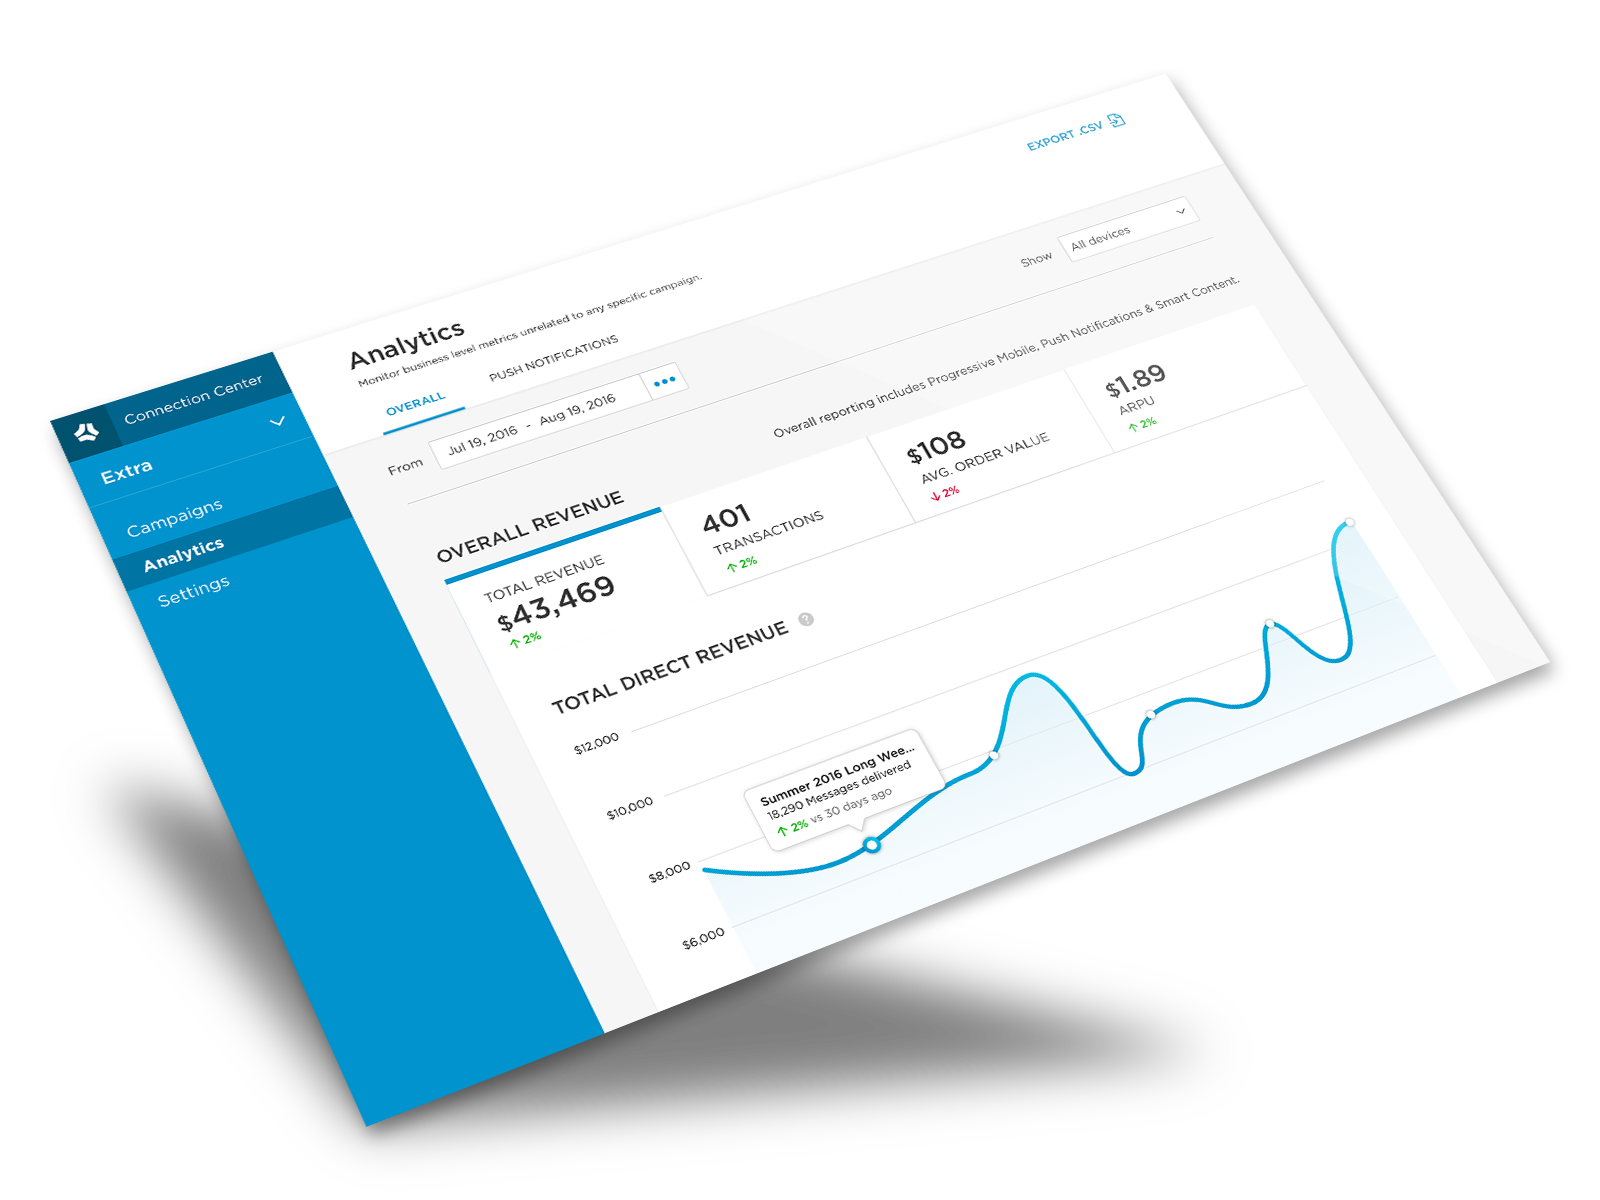 Connection Center
Extra
Campaigns
Analytics
Settings
EXPORT .CSV
Analytics
Monitor business level metrics unrelated to any specific campaign.
OVERALL
PUSH NOTIFICATIONS
From
Jul 19, 2016 - Aug 19, 2016
Show
All devices
Overall reporting includes Progressive Mobile, Push Notifications & Smart Content.
OVERALL REVENUE
TOTAL REVENUE
$43,469
2%
401
TRANSACTIONS
2%
$108
AVG. ORDER VALUE
2%
$1.89
ARPU
2%
TOTAL DIRECT REVENUE
?
$12,000
$10,000
$8,000
$6,000
Summer 2016 Long Wee...
18,290 Messages delivered
2% vs 30 days ago